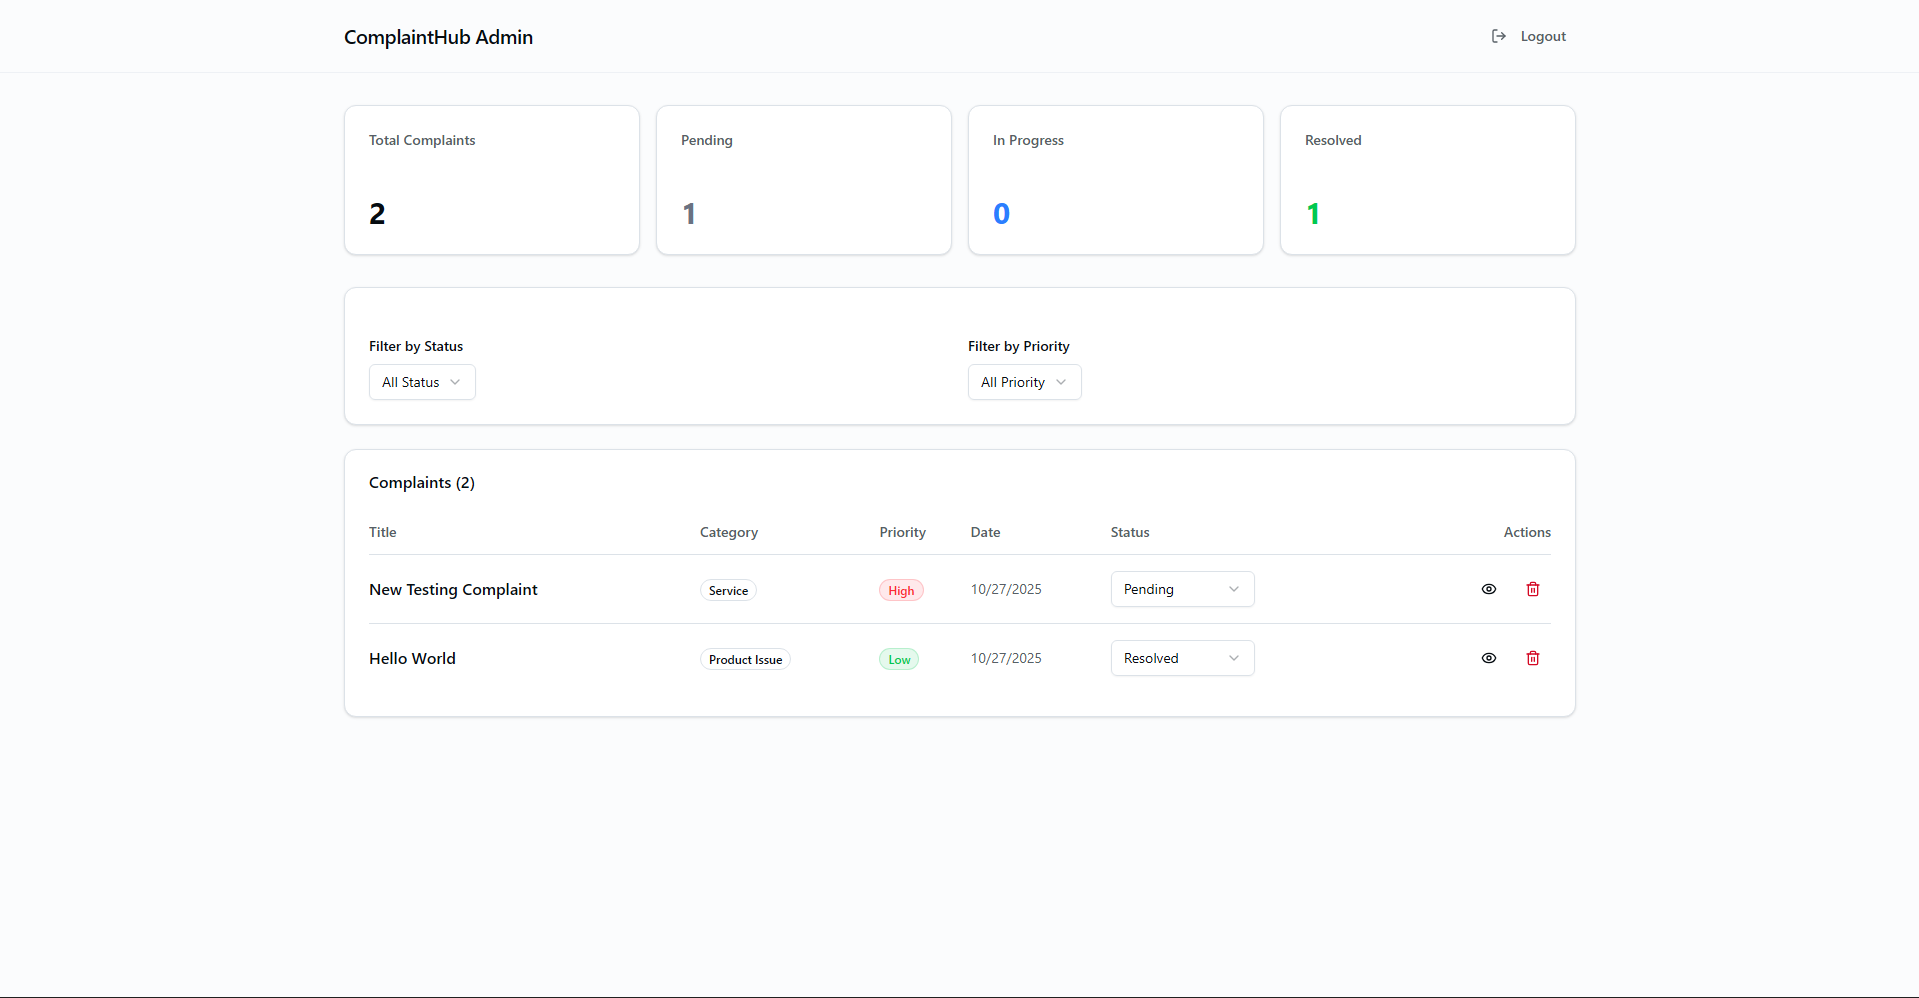 ComplaintHub Admin
Logout
Total Complaints
2
Pending
1
In Progress
0
Resolved
1
Filter by Status
All Status
Filter by Priority
All Priority
Complaints (2)
Title Category Priority Date Status Actions
New Testing Complaint Service High 10/27/2025 Pending
Hello World Product Issue Low 10/27/2025 Resolved